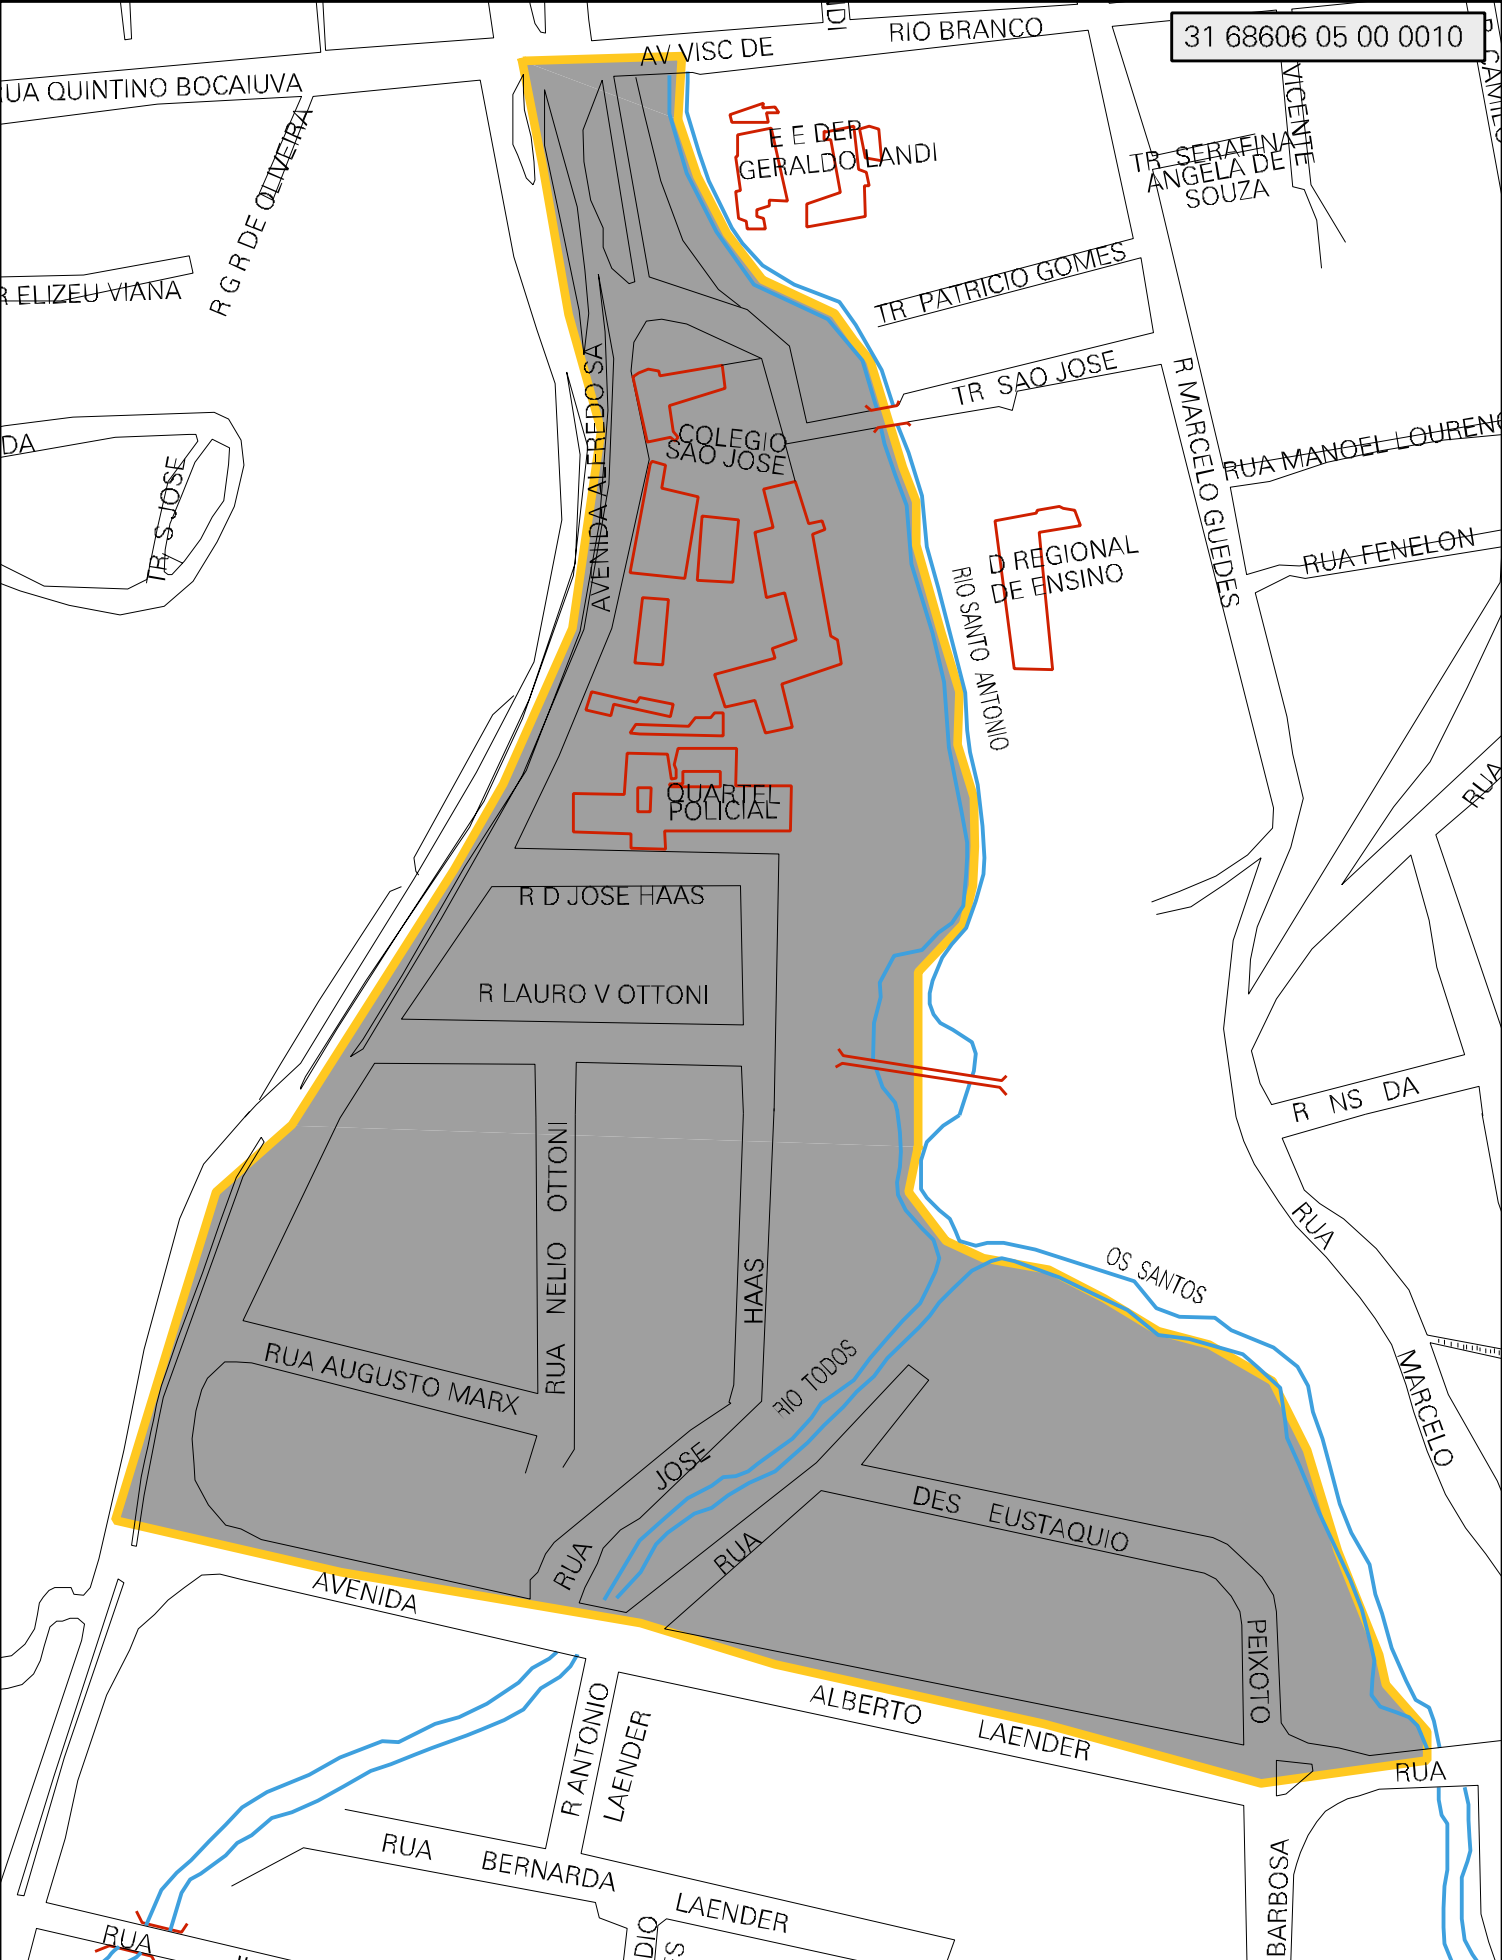 31 68606 05 00 0010
AV VISC DE
RIO BRANCO
UA QUINTINO BOCAIUVA
R G R DE OLIVEIRA
VICENTE
E E DEP
GERALDO LANDI
TR SERAFINA
ANGELA DE
SOUZA
R ELIZEU VIANA
TR PATRICIO GOMES
TR SAO JOSE
AVENIDA ALFREDO SA
R MARCELO GUEDES
DA
TR S JOSE
COLEGIO
SAO JOSE
RUA MANOEL LOURENC
RUA FENELON
D REGIONAL
DE ENSINO
RIO SANTO ANTONIO
RUA
QUARTEL
POLICIAL
R D JOSE HAAS
R LAURO V OTTONI
R NS DA
RUA NELIO OTTONI
RUA
MARCELO
OS SANTOS
RIO TODOS
RUA JOSE HAAS
RUA AUGUSTO MARX
RUA
DES EUSTAQUIO
PEIXOTO
AVENIDA
ALBERTO
LAENDER
R ANTONIO
LAENDER
RUA
BARBOSA
RUA BERNARDA
LAENDER
RUA
DIO